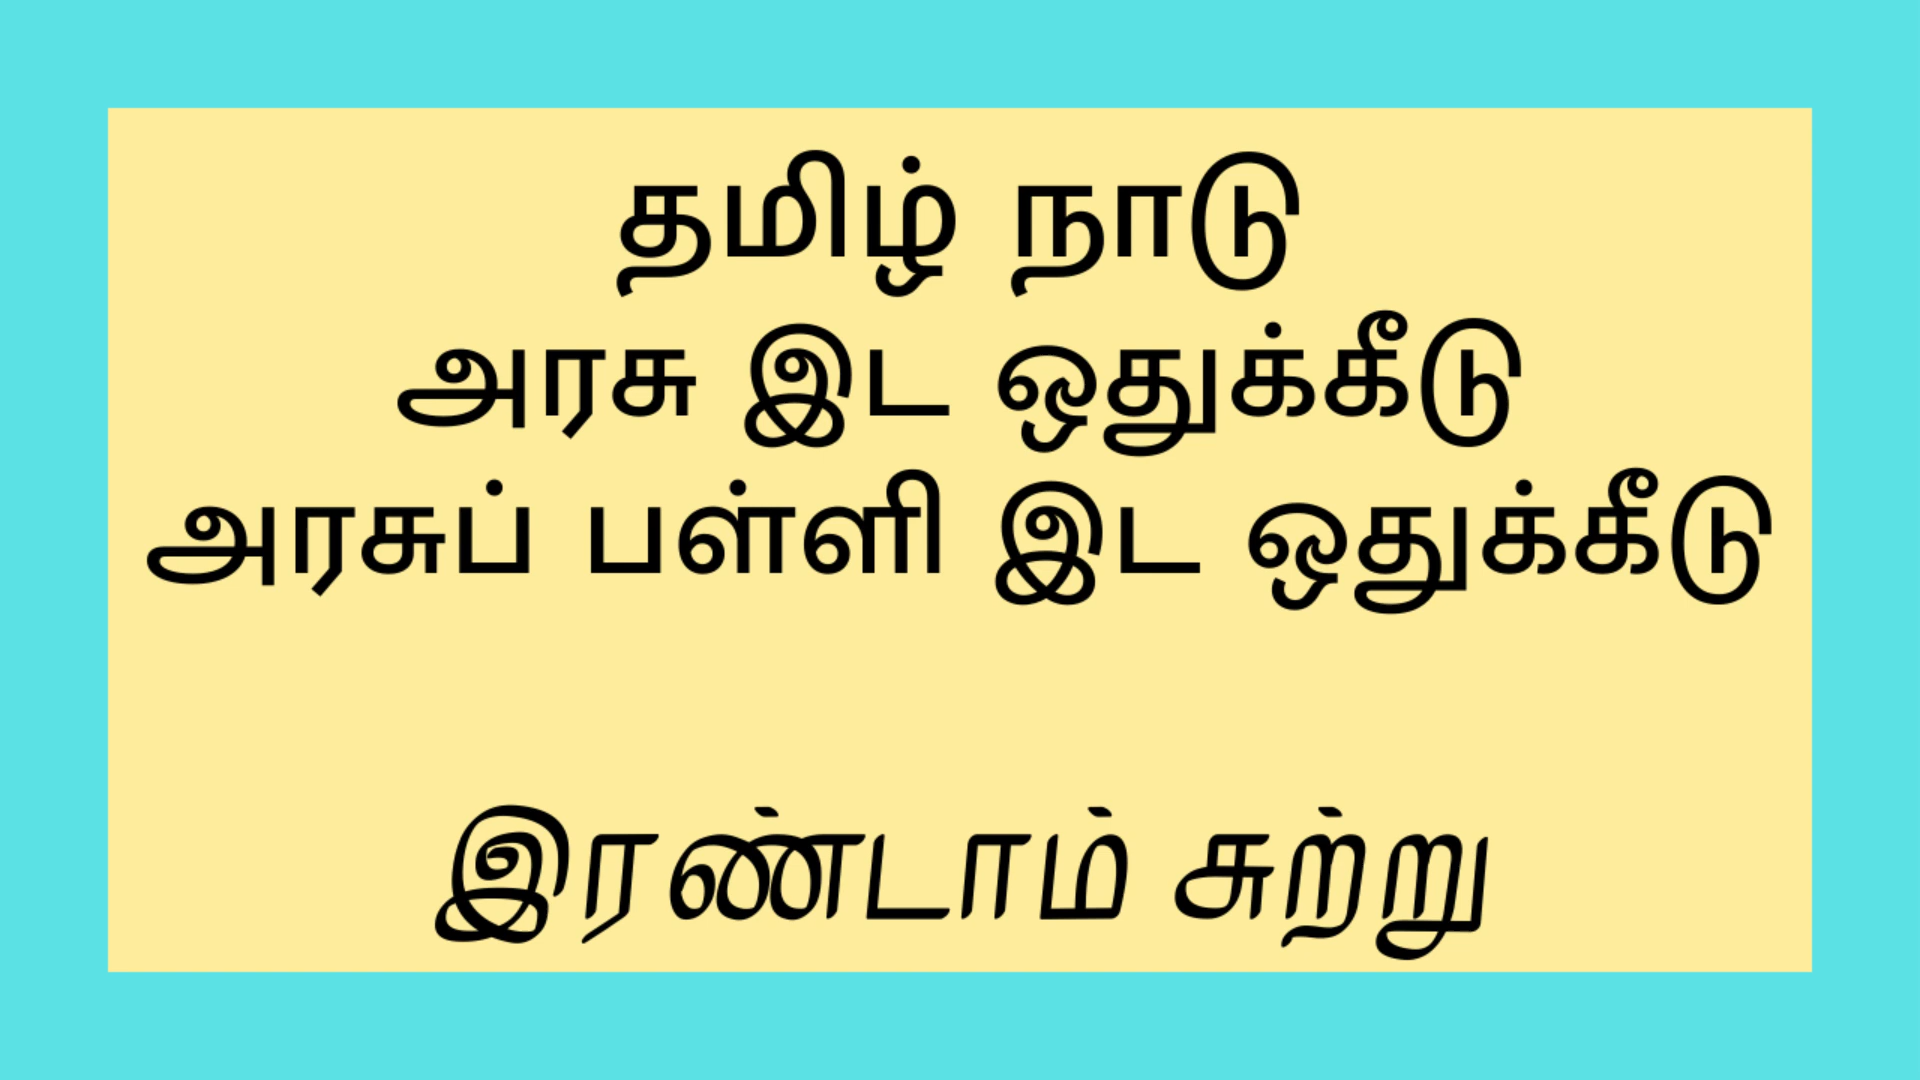 தமிழ் நாடு
அரசு இட ஒதுக்கீடு
அரசுப் பள்ளி இட ஒதுக்கீடு
இரண்டாம் சுற்று